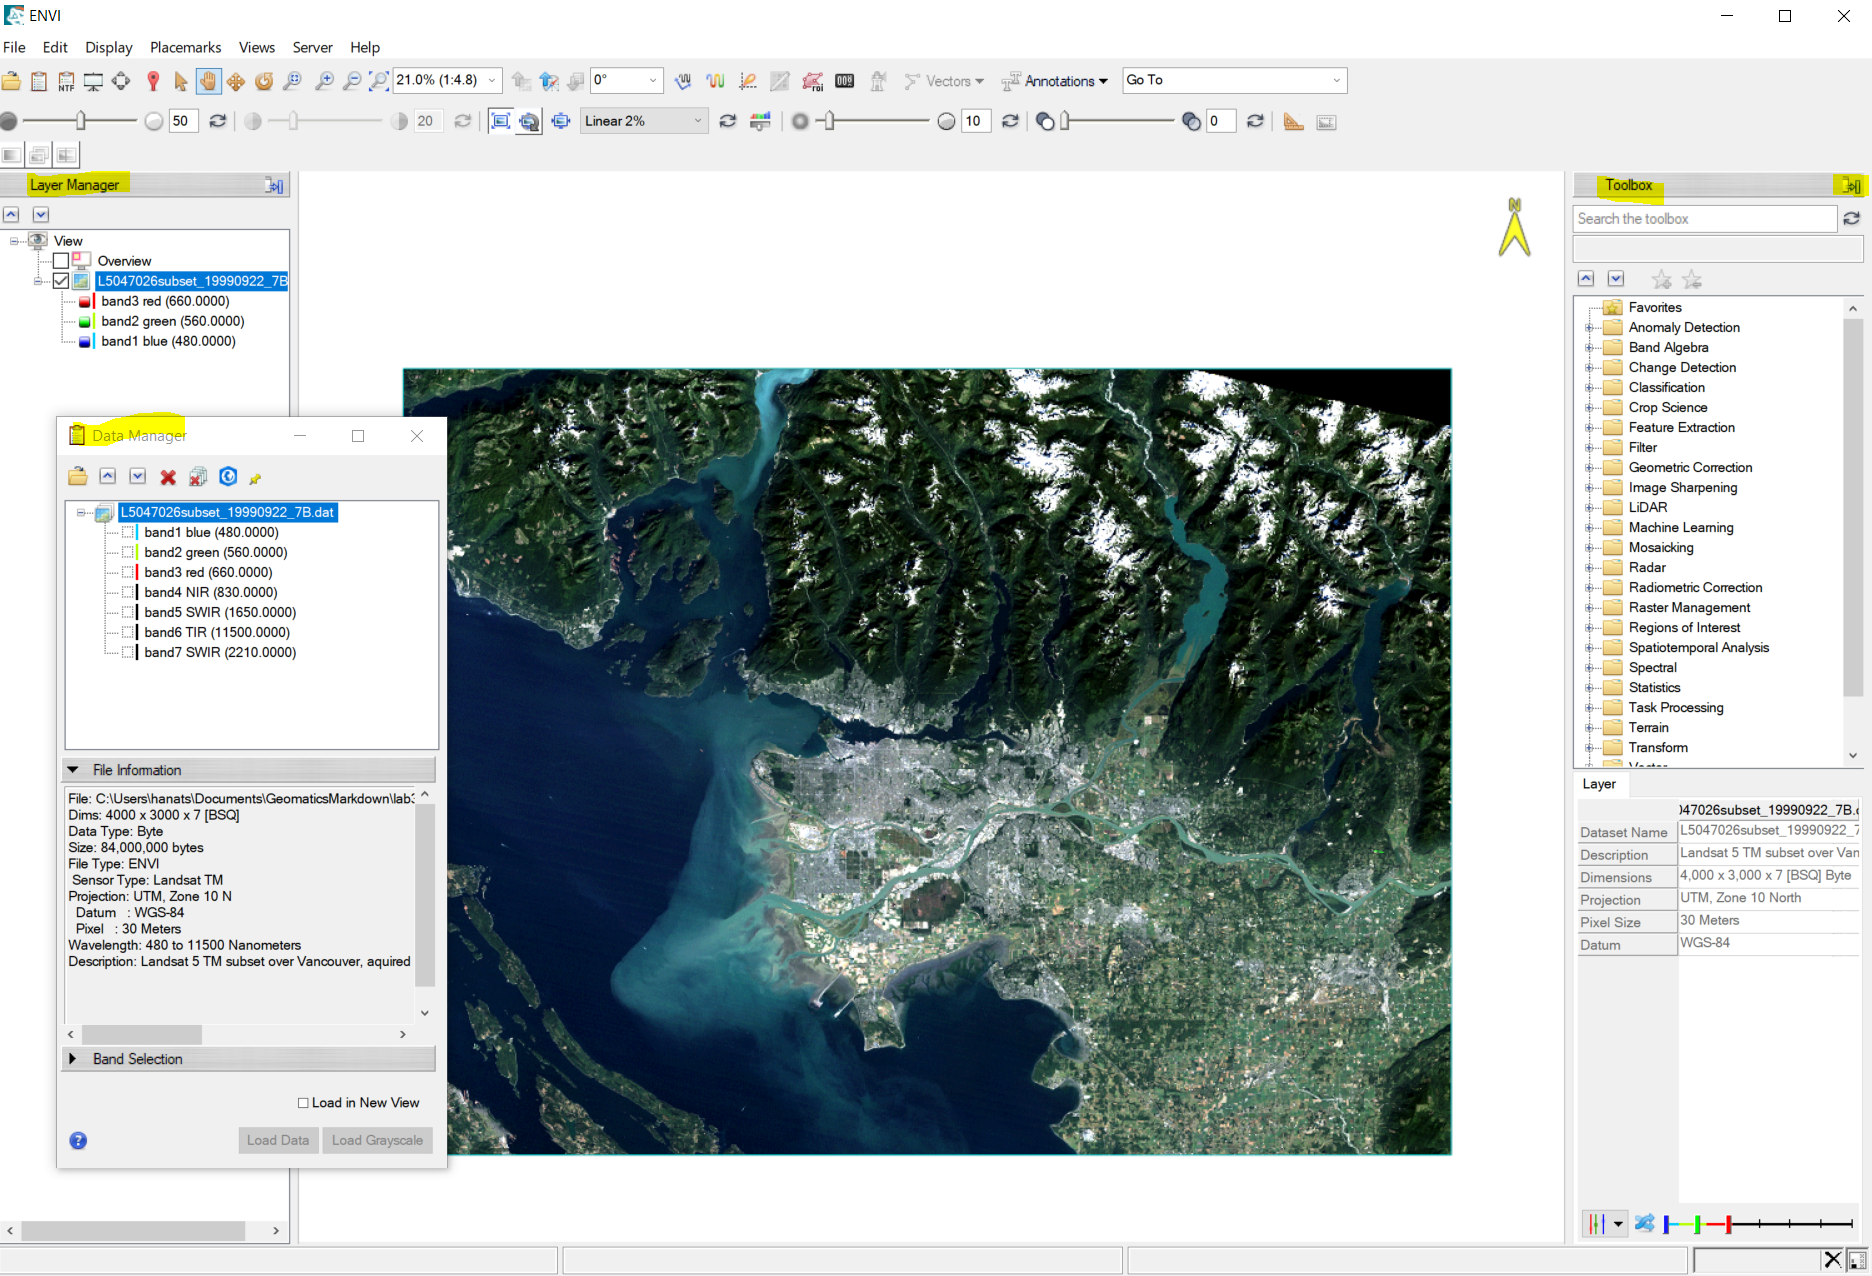 ENVI
File Edit Display Placemarks Views Server Help
NTF 21.0% (1:4.8) 0° roi Vectors Annotations Go To
50 20 Linear 2% 10 0
Layer Manager
View
Overview
L5047026subset_19990922_7B
band3 red (660.0000)
band2 green (560.0000)
band1 blue (480.0000)
Data Manager
L5047026subset_19990922_7B.dat
band1 blue (480.0000)
band2 green (560.0000)
band3 red (660.0000)
band4 NIR (830.0000)
band5 SWIR (1650.0000)
band6 TIR (11500.0000)
band7 SWIR (2210.0000)
File Information
File: C:\Users\hanats\Documents\GeomaticsMarkdown\lab3
Dims: 4000 x 3000 x 7 [BSQ]
Data Type: Byte
Size: 84,000,000 bytes
File Type: ENVI
Sensor Type: Landsat TM
Projection: UTM, Zone 10 N
Datum : WGS-84
Pixel : 30 Meters
Wavelength: 480 to 11500 Nanometers
Description: Landsat 5 TM subset over Vancouver, aquired
Band Selection
Load in New View
Load Data Load Grayscale
N
Toolbox
Search the toolbox
Favorites
Anomaly Detection
Band Algebra
Change Detection
Classification
Crop Science
Feature Extraction
Filter
Geometric Correction
Image Sharpening
LiDAR
Machine Learning
Mosaicking
Radar
Radiometric Correction
Raster Management
Regions of Interest
Spatiotemporal Analysis
Spectral
Statistics
Task Processing
Terrain
Transform
Layer
047026subset_19990922_7B.
Dataset Name L5047026subset_19990922_7
Description Landsat 5 TM subset over Van
Dimensions 4,000 x 3,000 x 7 [BSQ] Byte
Projection UTM, Zone 10 North
Pixel Size 30 Meters
Datum WGS-84